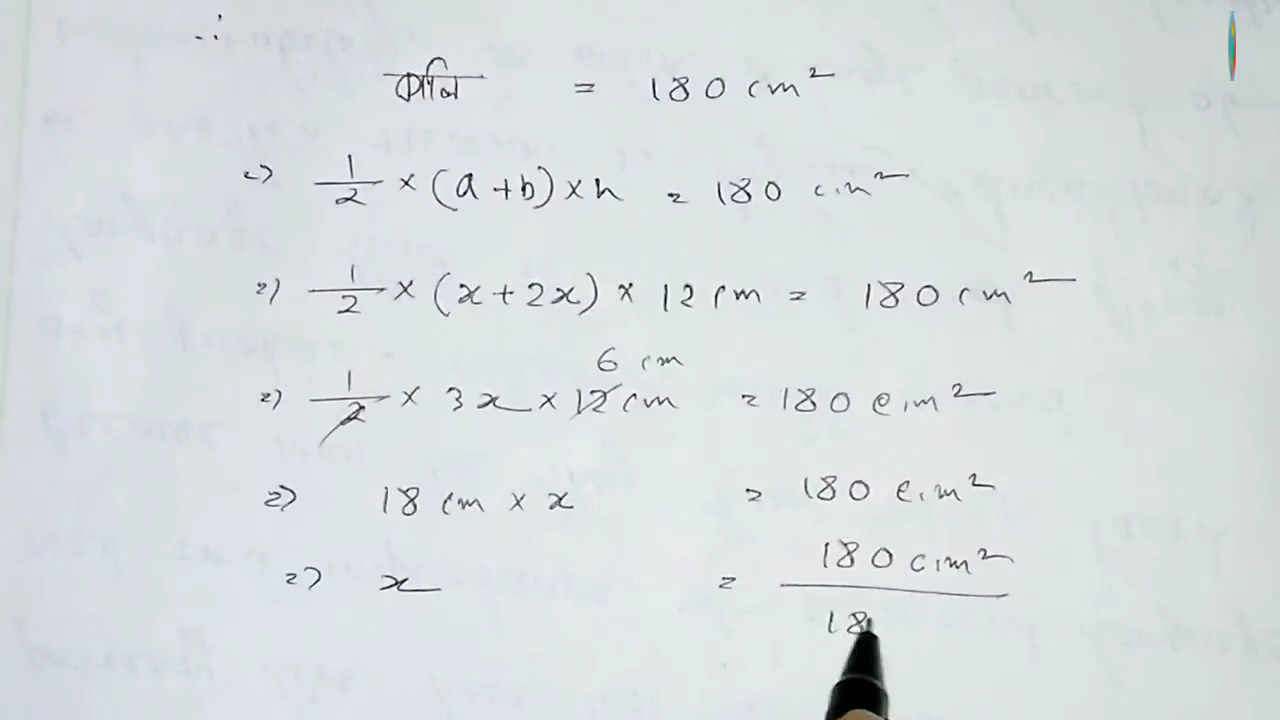 ∴
= 180 cm²
=> 1/2 × (a + b) × h = 180 cm²
=> 1/2 × (x + 2x) × 12 cm = 180 cm²
6 cm
=> 1/2 × 3x × 12 cm = 180 cm²
=> 18 cm × x = 180 cm²
=> x = 180 cm² / 18